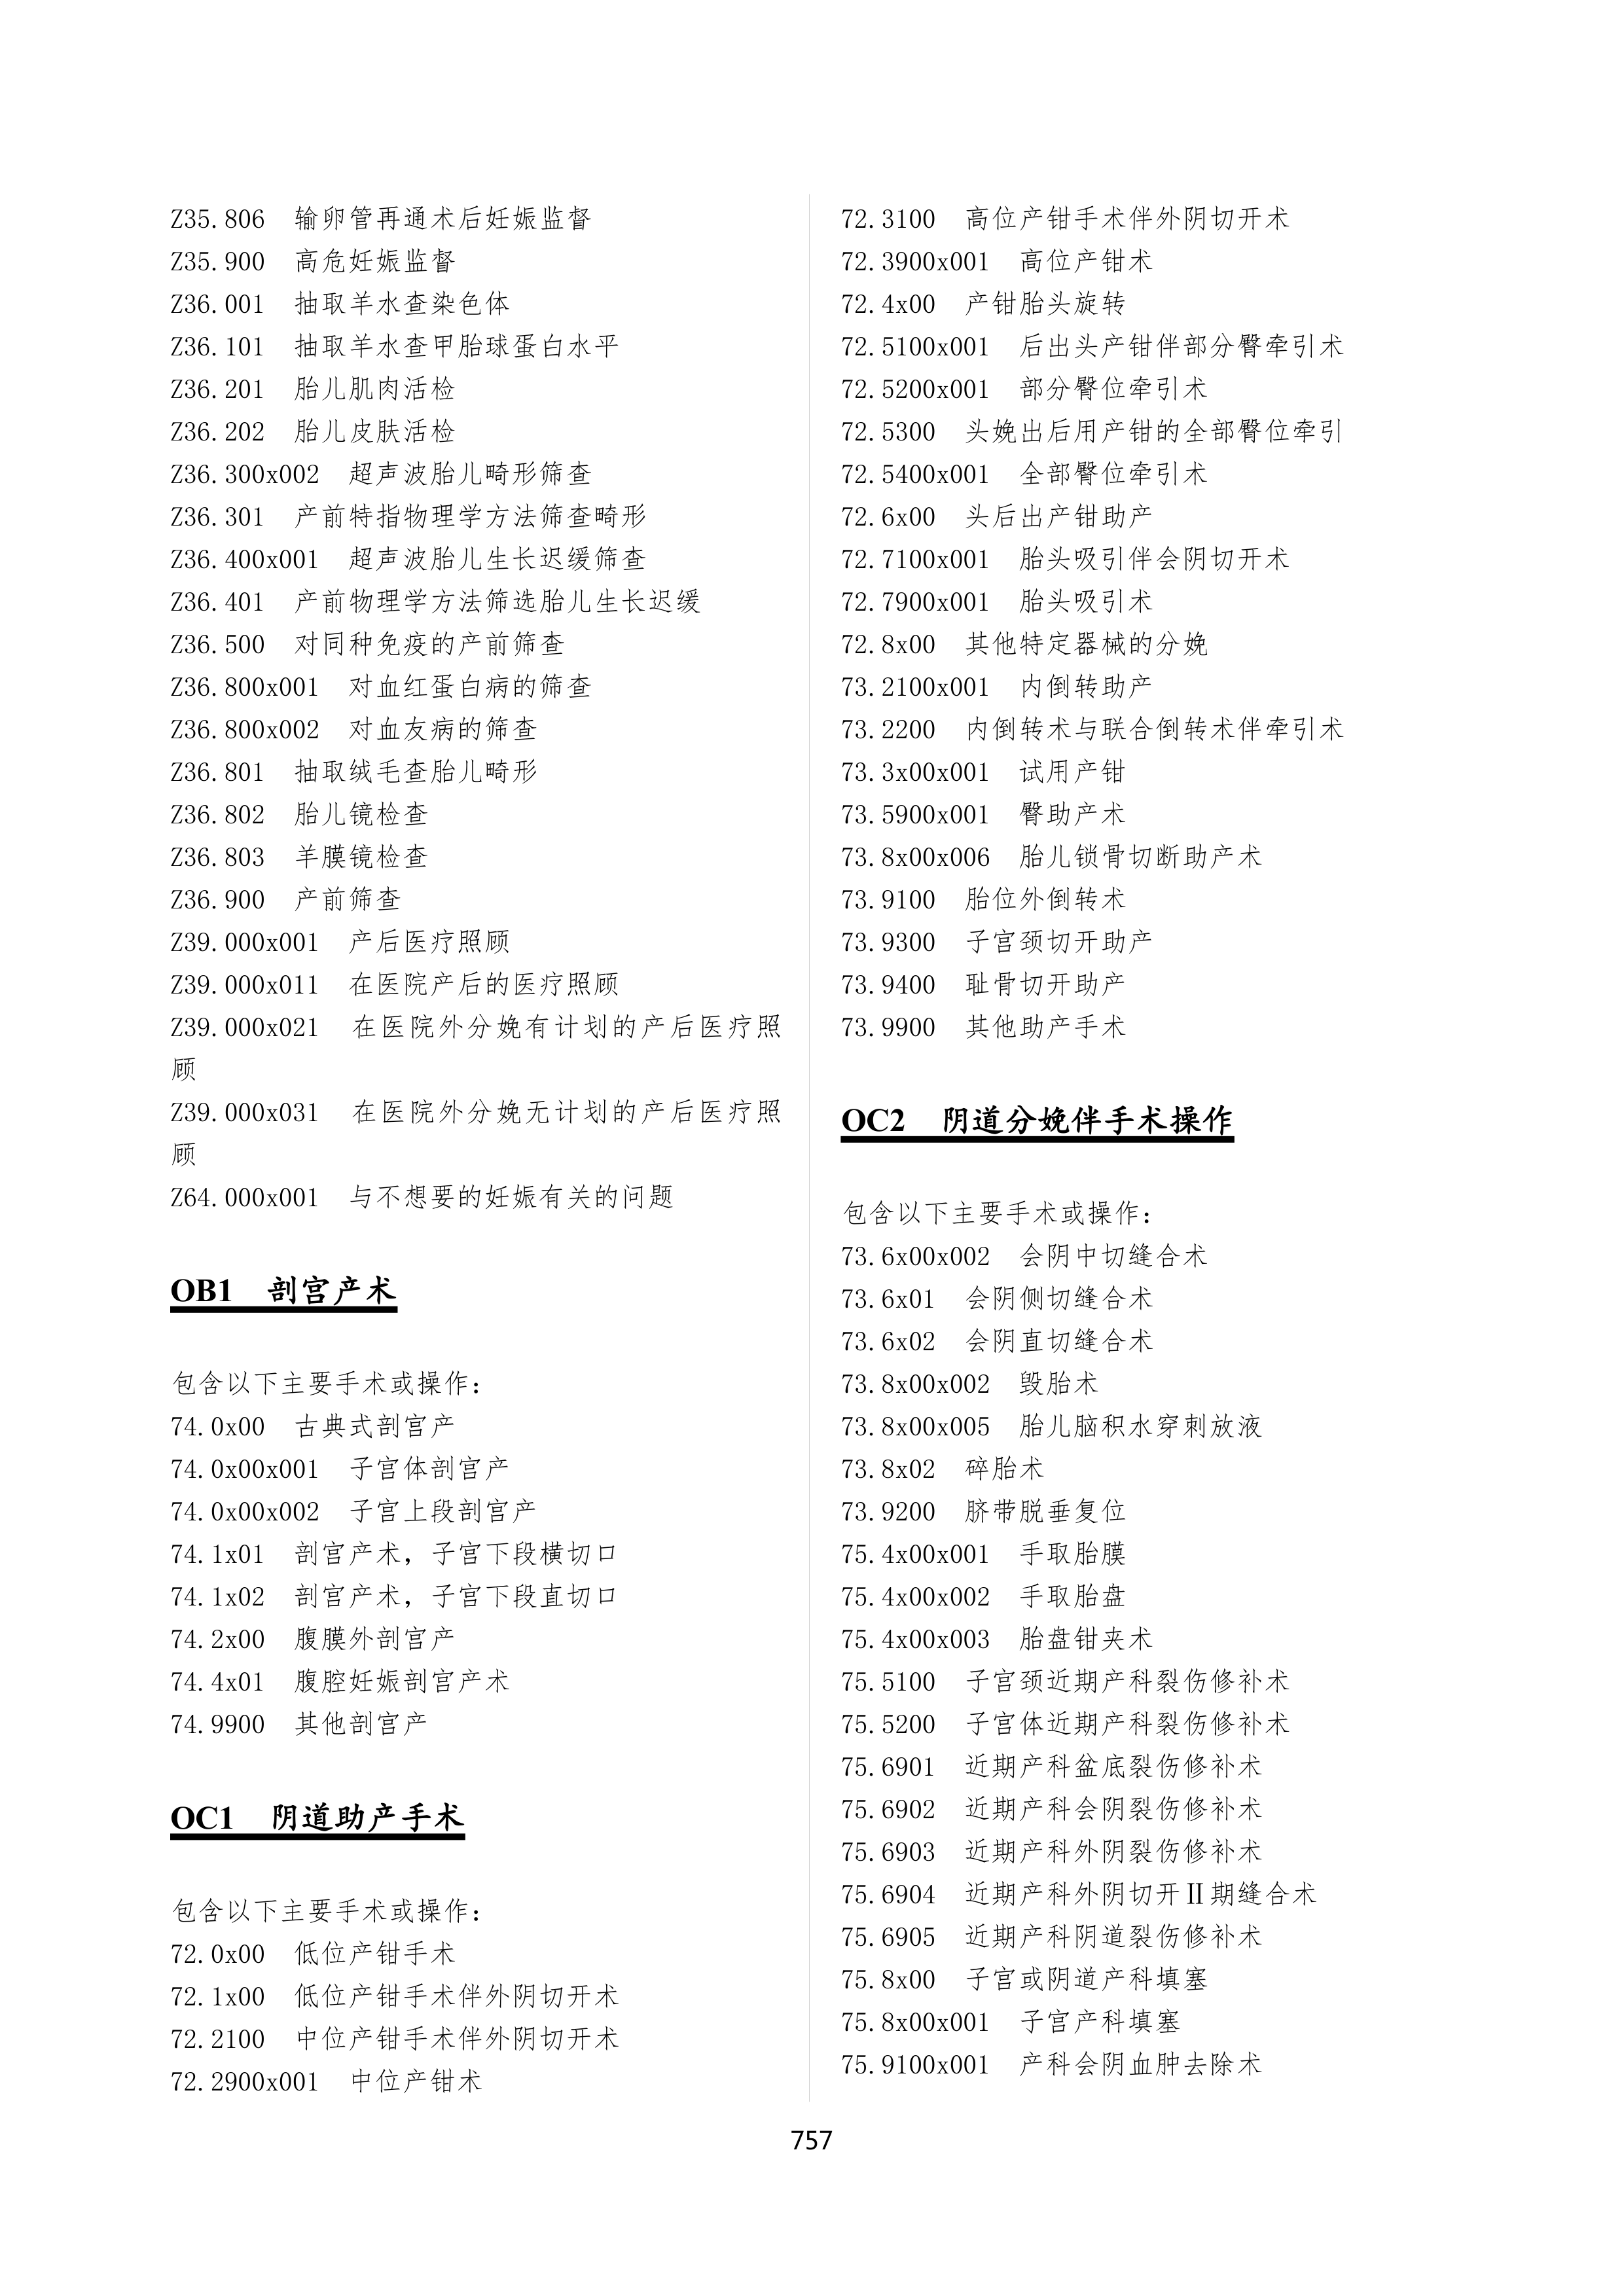 Z35.806 输卵管再通术后妊娠监督
Z35.900 高危妊娠监督
Z36.001 抽取羊水查染色体
Z36.101 抽取羊水查甲胎球蛋白水平
Z36.201 胎儿肌肉活检
Z36.202 胎儿皮肤活检
Z36.300x002 超声波胎儿畸形筛查
Z36.301 产前特指物理学方法筛查畸形
Z36.400x001 超声波胎儿生长迟缓筛查
Z36.401 产前物理学方法筛选胎儿生长迟缓
Z36.500 对同种免疫的产前筛查
Z36.800x001 对血红蛋白病的筛查
Z36.800x002 对血友病的筛查
Z36.801 抽取绒毛查胎儿畸形
Z36.802 胎儿镜检查
Z36.803 羊膜镜检查
Z36.900 产前筛查
Z39.000x001 产后医疗照顾
Z39.000x011 在医院产后的医疗照顾
Z39.000x021 在医院外分娩有计划的产后医疗照
顾
Z39.000x031 在医院外分娩无计划的产后医疗照
顾
Z64.000x001 与不想要的妊娠有关的问题
OB1 剖宫产术
包含以下主要手术或操作：
74.0x00 古典式剖宫产
74.0x00x001 子宫体剖宫产
74.0x00x002 子宫上段剖宫产
74.1x01 剖宫产术，子宫下段横切口
74.1x02 剖宫产术，子宫下段直切口
74.2x00 腹膜外剖宫产
74.4x01 腹腔妊娠剖宫产术
74.9900 其他剖宫产
OC1 阴道助产手术
包含以下主要手术或操作：
72.0x00 低位产钳手术
72.1x00 低位产钳手术伴外阴切开术
72.2100 中位产钳手术伴外阴切开术
72.2900x001 中位产钳术
72.3100 高位产钳手术伴外阴切开术
72.3900x001 高位产钳术
72.4x00 产钳胎头旋转
72.5100x001 后出头产钳伴部分臀牵引术
72.5200x001 部分臀位牵引术
72.5300 头娩出后用产钳的全部臀位牵引
72.5400x001 全部臀位牵引术
72.6x00 头后出产钳助产
72.7100x001 胎头吸引伴会阴切开术
72.7900x001 胎头吸引术
72.8x00 其他特定器械的分娩
73.2100x001 内倒转助产
73.2200 内倒转术与联合倒转术伴牵引术
73.3x00x001 试用产钳
73.5900x001 臀助产术
73.8x00x006 胎儿锁骨切断助产术
73.9100 胎位外倒转术
73.9300 子宫颈切开助产
73.9400 耻骨切开助产
73.9900 其他助产手术
OC2 阴道分娩伴手术操作
包含以下主要手术或操作：
73.6x00x002 会阴中切缝合术
73.6x01 会阴侧切缝合术
73.6x02 会阴直切缝合术
73.8x00x002 毁胎术
73.8x00x005 胎儿脑积水穿刺放液
73.8x02 碎胎术
73.9200 脐带脱垂复位
75.4x00x001 手取胎膜
75.4x00x002 手取胎盘
75.4x00x003 胎盘钳夹术
75.5100 子宫颈近期产科裂伤修补术
75.5200 子宫体近期产科裂伤修补术
75.6901 近期产科盆底裂伤修补术
75.6902 近期产科会阴裂伤修补术
75.6903 近期产科外阴裂伤修补术
75.6904 近期产科外阴切开Ⅱ期缝合术
75.6905 近期产科阴道裂伤修补术
75.8x00 子宫或阴道产科填塞
75.8x00x001 子宫产科填塞
75.9100x001 产科会阴血肿去除术
757